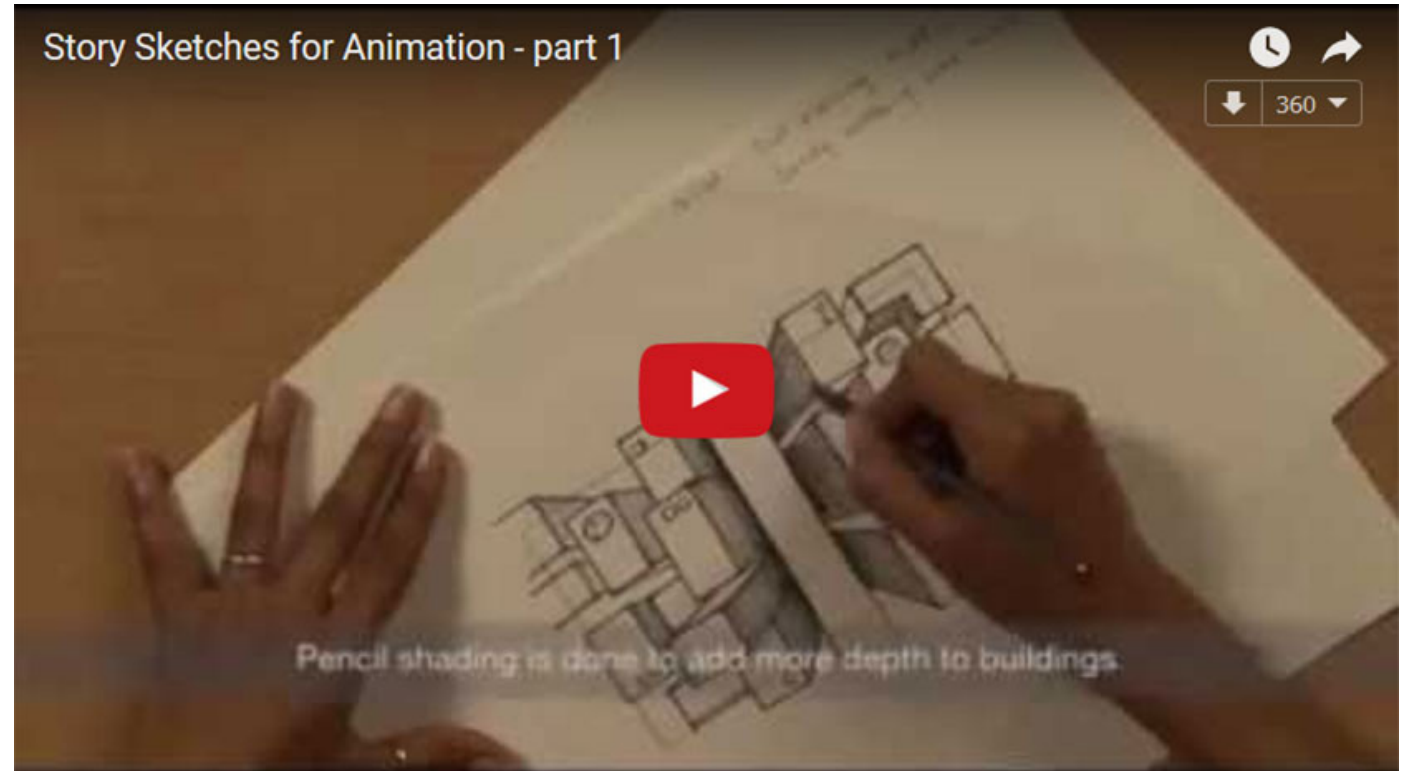 Story Sketches for Animation - part 1
360
Pencil shading is done to add more depth to buildings.